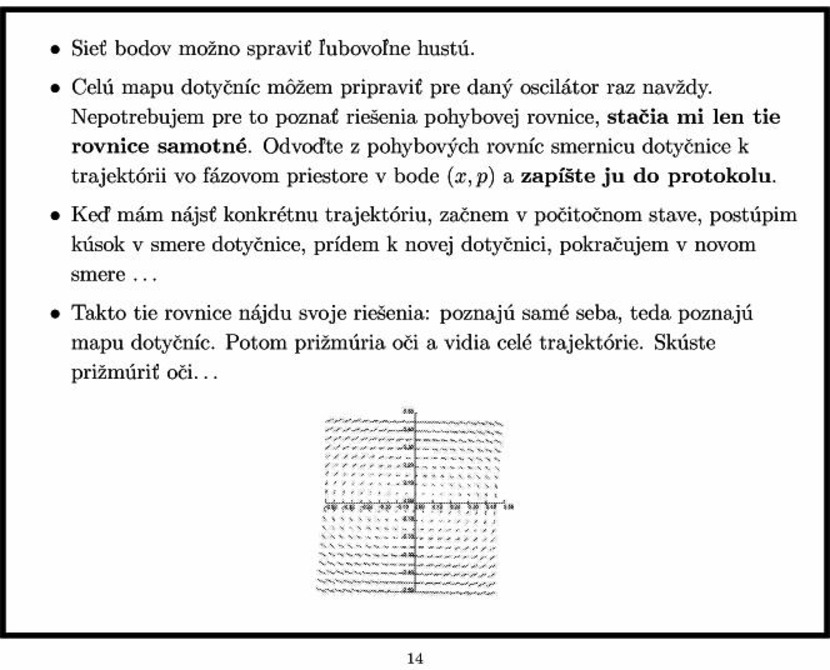 • Sieť bodov možno spraviť ľubovoľne hustú.
• Celú mapu dotyčníc môžem pripraviť pre daný oscilátor raz navždy.
Nepotrebujem pre to poznať riešenia pohybovej rovnice, stačia mi len tie
rovnice samotné. Odvoďte z pohybových rovníc smernicu dotyčnice k
trajektórii vo fázovom priestore v bode (x, p) a zapíšte ju do protokolu.
• Keď mám nájsť konkrétnu trajektóriu, začnem v počitočnom stave, postúpim
kúsok v smere dotyčnice, prídem k novej dotyčnici, pokračujem v novom
smere ...
• Takto tie rovnice nájdu svoje riešenia: poznajú samé seba, teda poznajú
mapu dotyčníc. Potom prižmúria oči a vidia celé trajektórie. Skúste
prižmúriť oči...
14